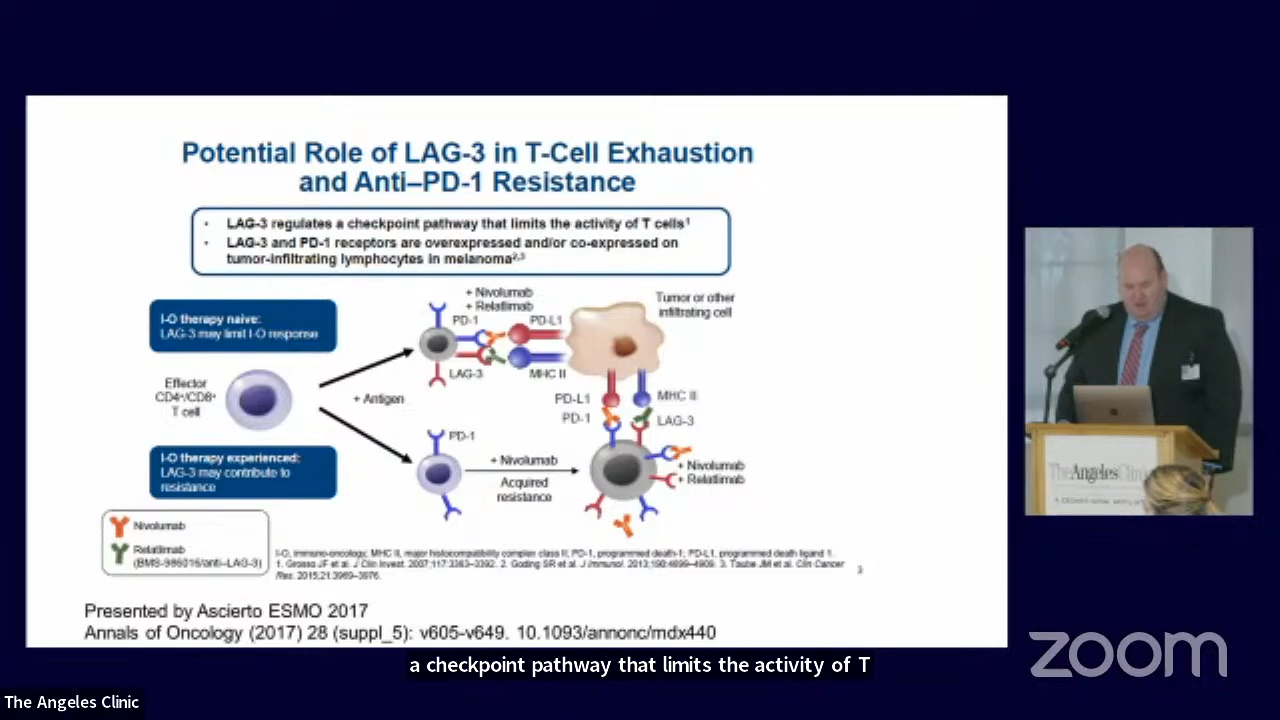 Potential Role of LAG-3 in T-Cell Exhaustion
and Anti–PD-1 Resistance
• LAG-3 regulates a checkpoint pathway that limits the activity of T cells¹
• LAG-3 and PD-1 receptors are overexpressed and/or co-expressed on
tumor-infiltrating lymphocytes in melanoma²,³
I-O therapy naive:
LAG-3 may limit I-O response
Effector
CD4⁺/CD8⁺
T cell
I-O therapy experienced:
LAG-3 may contribute to
resistance
+ Antigen
+ Nivolumab
+ Relatlimab
PD-1
PD-L1
LAG-3
MHC II
Tumor or other
infiltrating cell
PD-L1
MHC II
PD-1
LAG-3
PD-1
+ Nivolumab
Acquired
resistance
+ Nivolumab
+ Relatlimab
Nivolumab
Relatlimab
(BMS-986016/anti–LAG-3)
I-O, immuno-oncology; MHC II, major histocompatibility complex class II; PD-1, programmed death-1; PD-L1, programmed death ligand 1.
1. Grosso JF et al. J Clin Invest. 2007;117:3383–3392. 2. Goding SR et al. J Immunol. 2013;190:4899–4909. 3. Taube JM et al. Clin Cancer
Res. 2015;21:3969–3976.
3
Presented by Ascierto ESMO 2017
Annals of Oncology (2017) 28 (suppl_5): v605-v649. 10.1093/annonc/mdx440
TheAngelesClinic
zoom
a checkpoint pathway that limits the activity of T
The Angeles Clinic